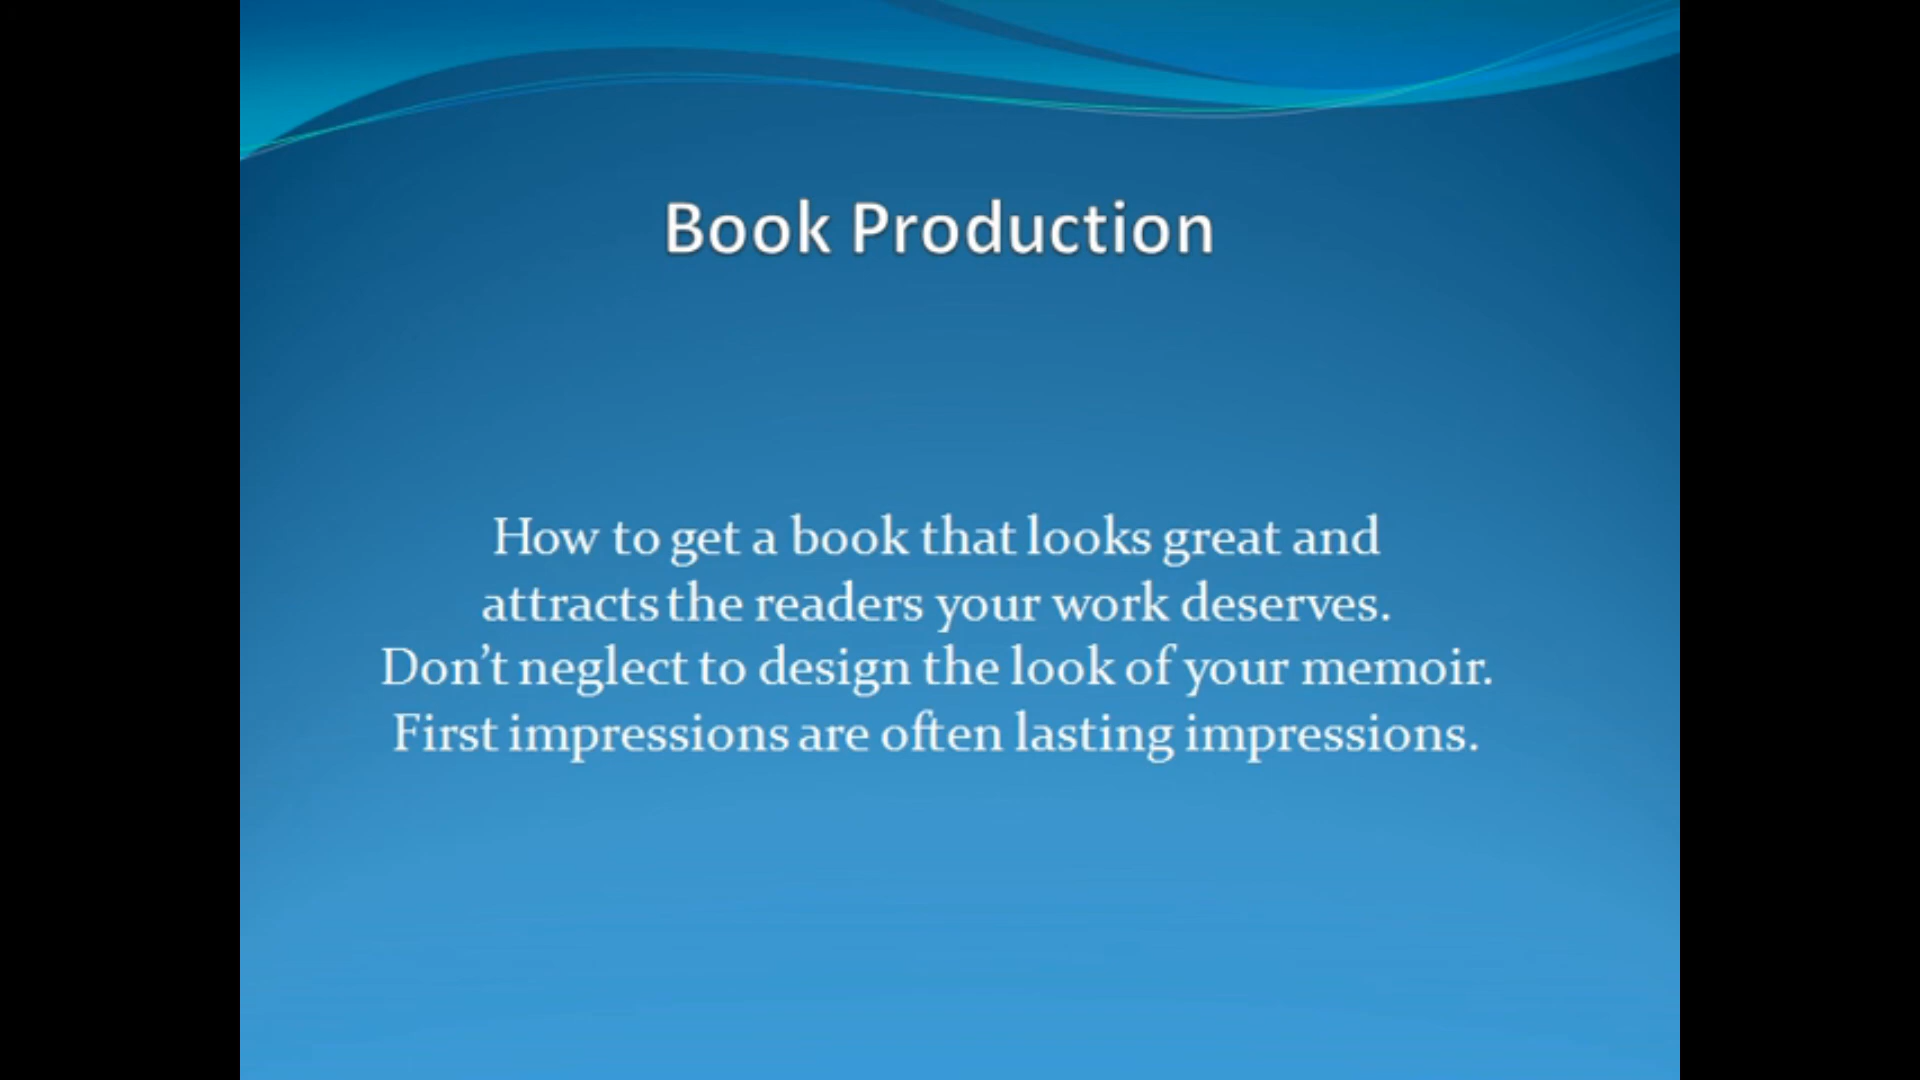 Book Production
How to get a book that looks great and
attracts the readers your work deserves.
Don’t neglect to design the look of your memoir.
First impressions are often lasting impressions.